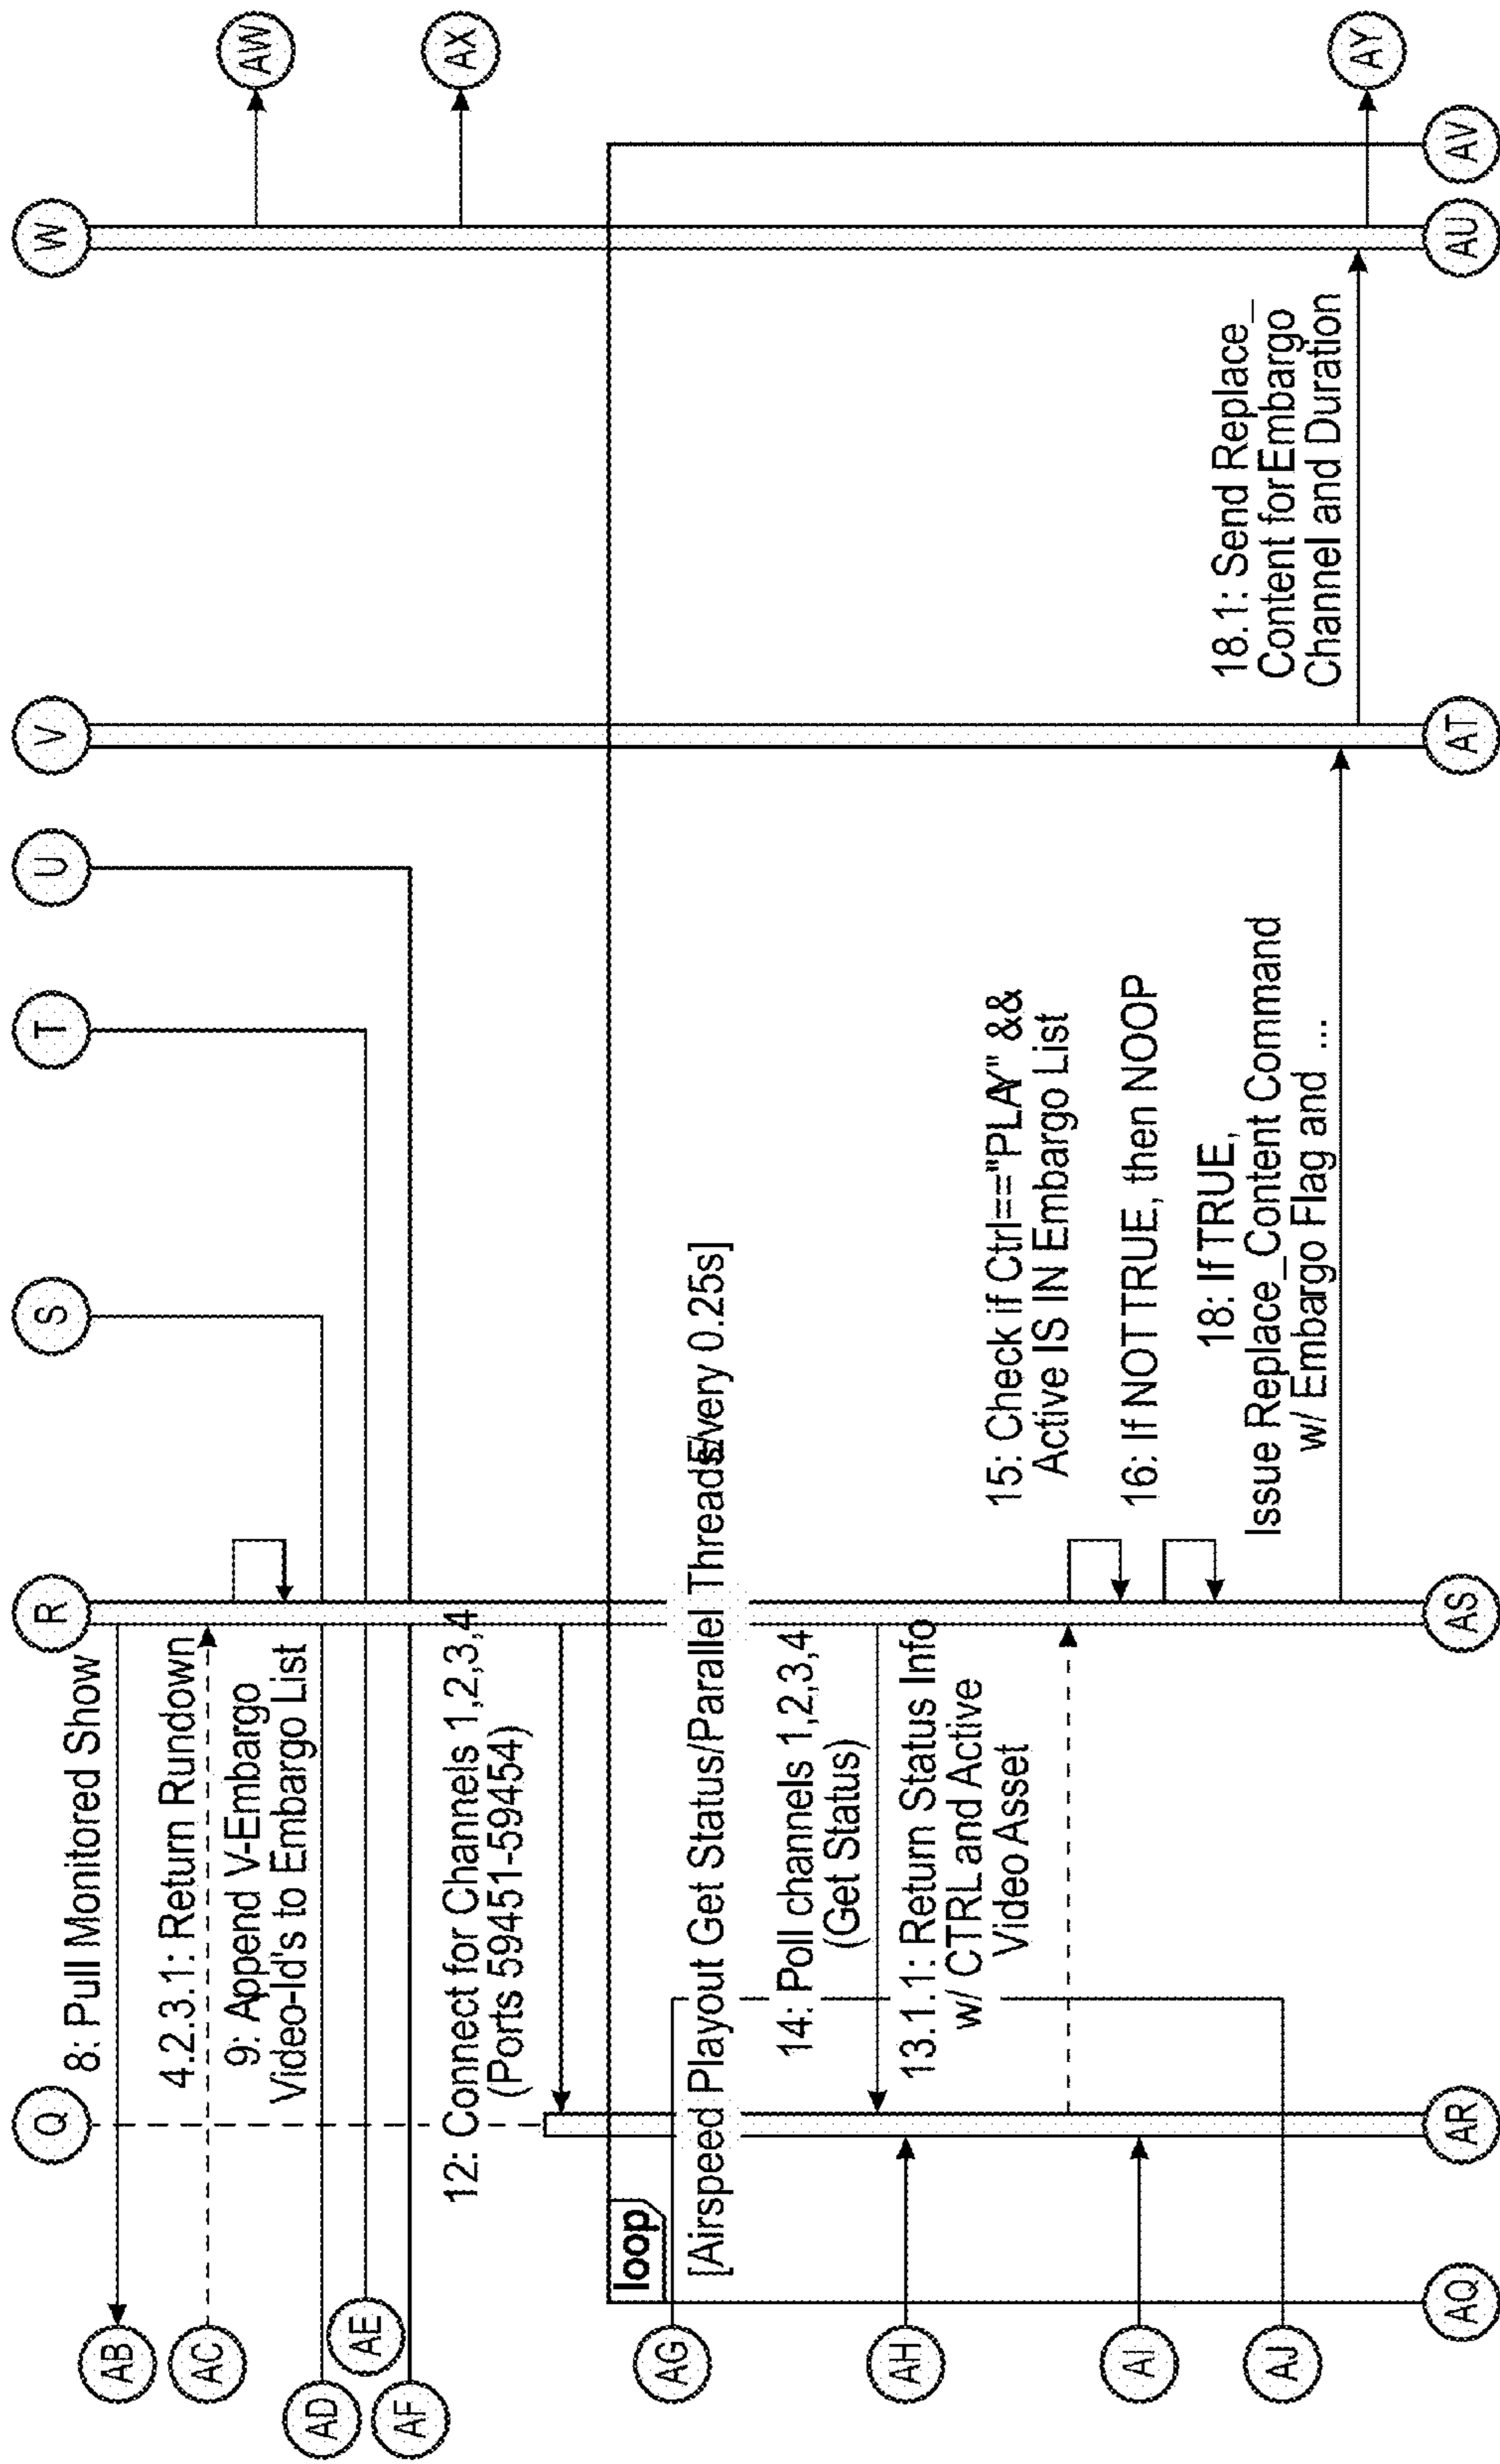 Q
R
S
T
U
V
W
8: Pull Monitored Show
AB
AW
4.2.3.1: Return Rundown
AC
9: Append V-Embargo
Video-Id's to Embargo List
AD
AE
AF
AX
12: Connect for Channels 1,2,3,4
(Ports 59451-59454)
loop
AG
[Airspeed Playout Get Status/Parallel Threads/Every 0.25s]
14: Poll channels 1,2,3,4
(Get Status)
AH
13.1.1: Return Status Info
w/ CTRL and Active
Video Asset
15: Check if Ctrl=="PLAY" &&
Active IS IN Embargo List
AI
16: If NOT TRUE, then NOOP
18: If TRUE,
Issue Replace_Content Command
w/ Embargo Flag and ...
AJ
18.1: Send Replace_
Content for Embargo
Channel and Duration
AY
AQ
AR
AS
AT
AU
AV